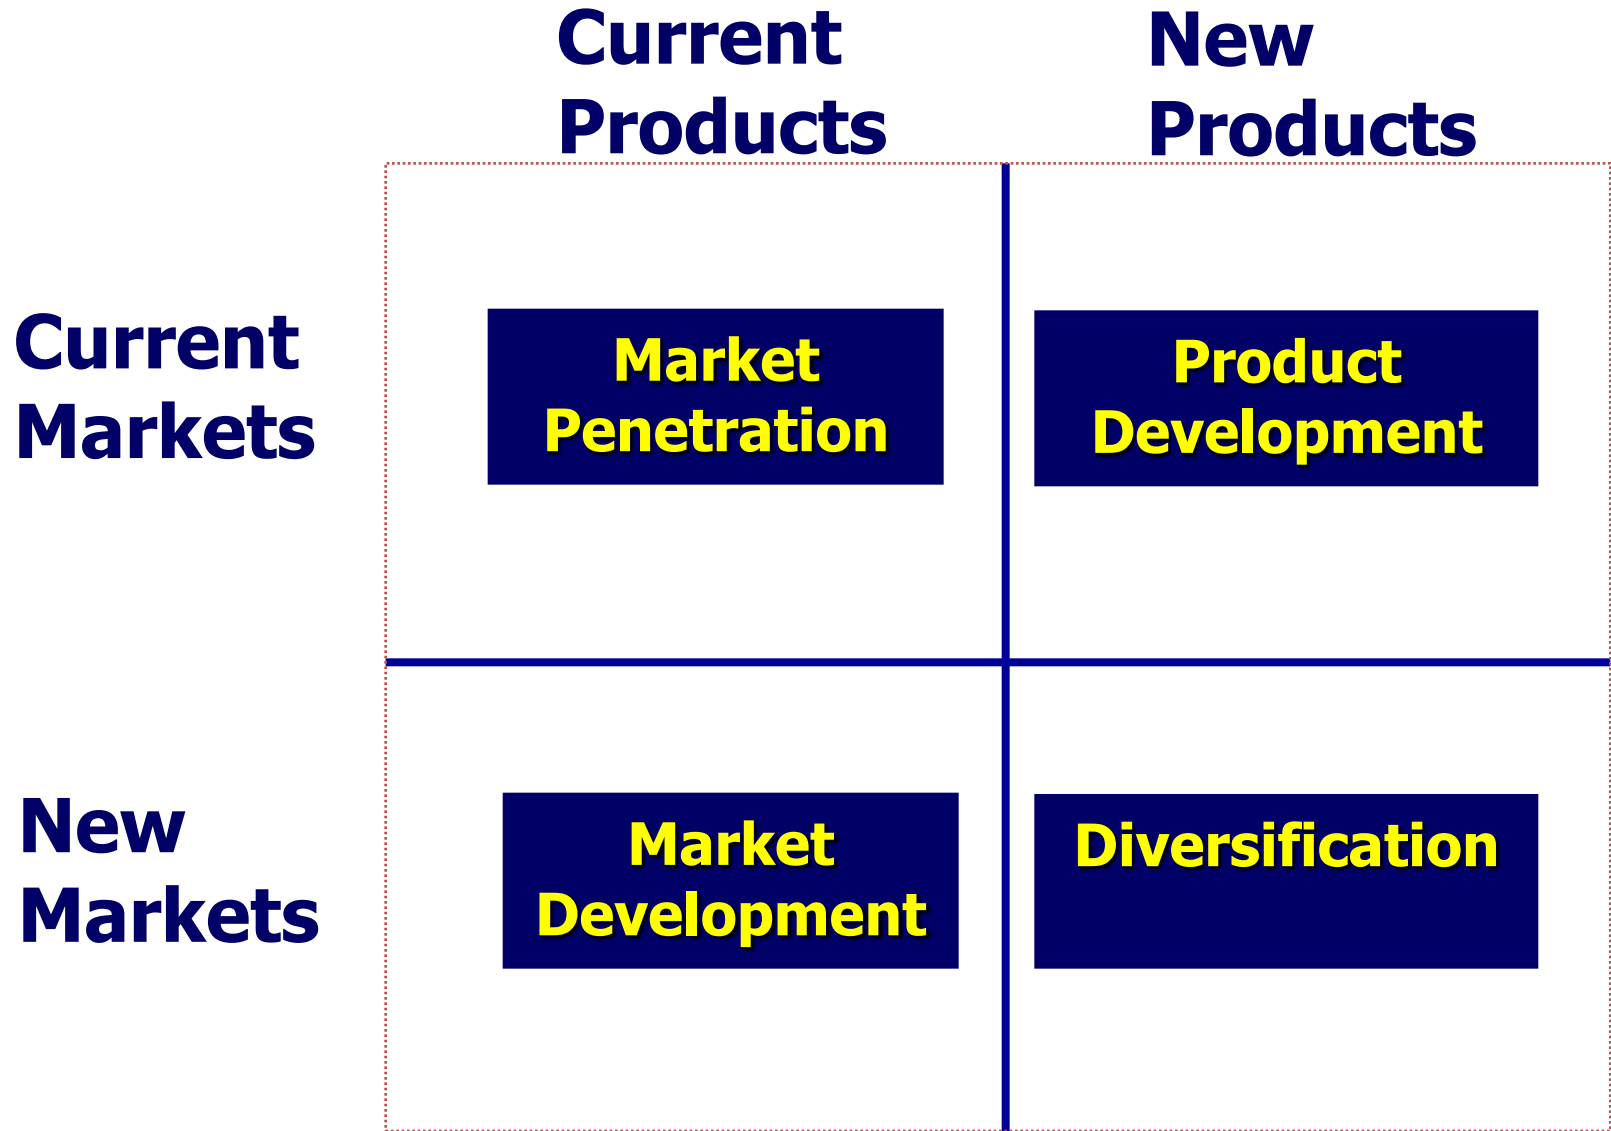 Current
Products
New
Products
Current
Markets
Market
Penetration
Product
Development
New
Markets
Market
Development
Diversification